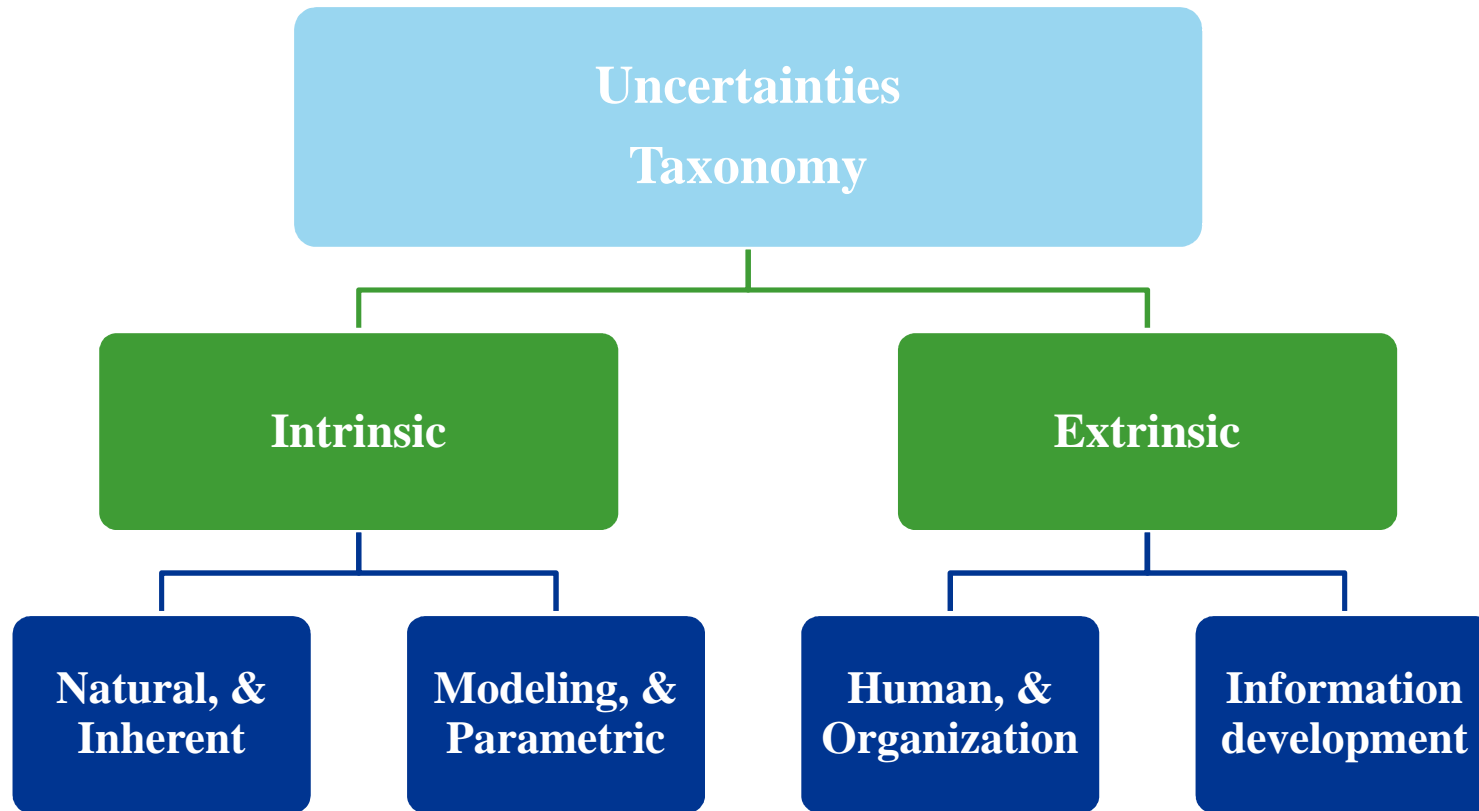 Uncertainties
Taxonomy
Intrinsic
Extrinsic
Natural, &
Inherent
Modeling, &
Parametric
Human, &
Organization
Information
development